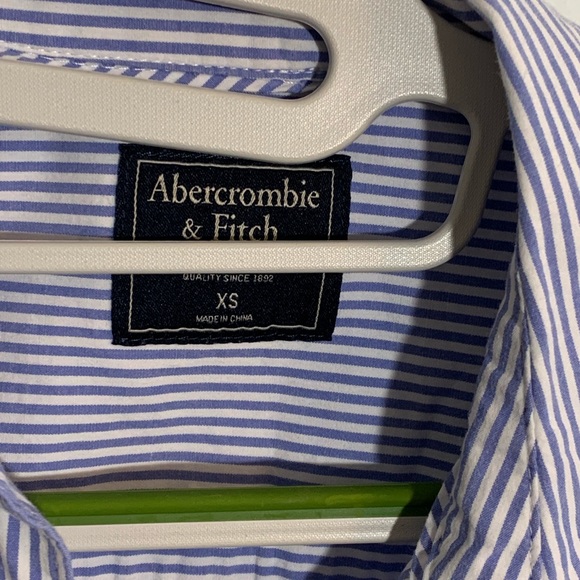 Abercrombie
& Fitch
QUALITY SINCE 1892
XS
MADE IN CHINA